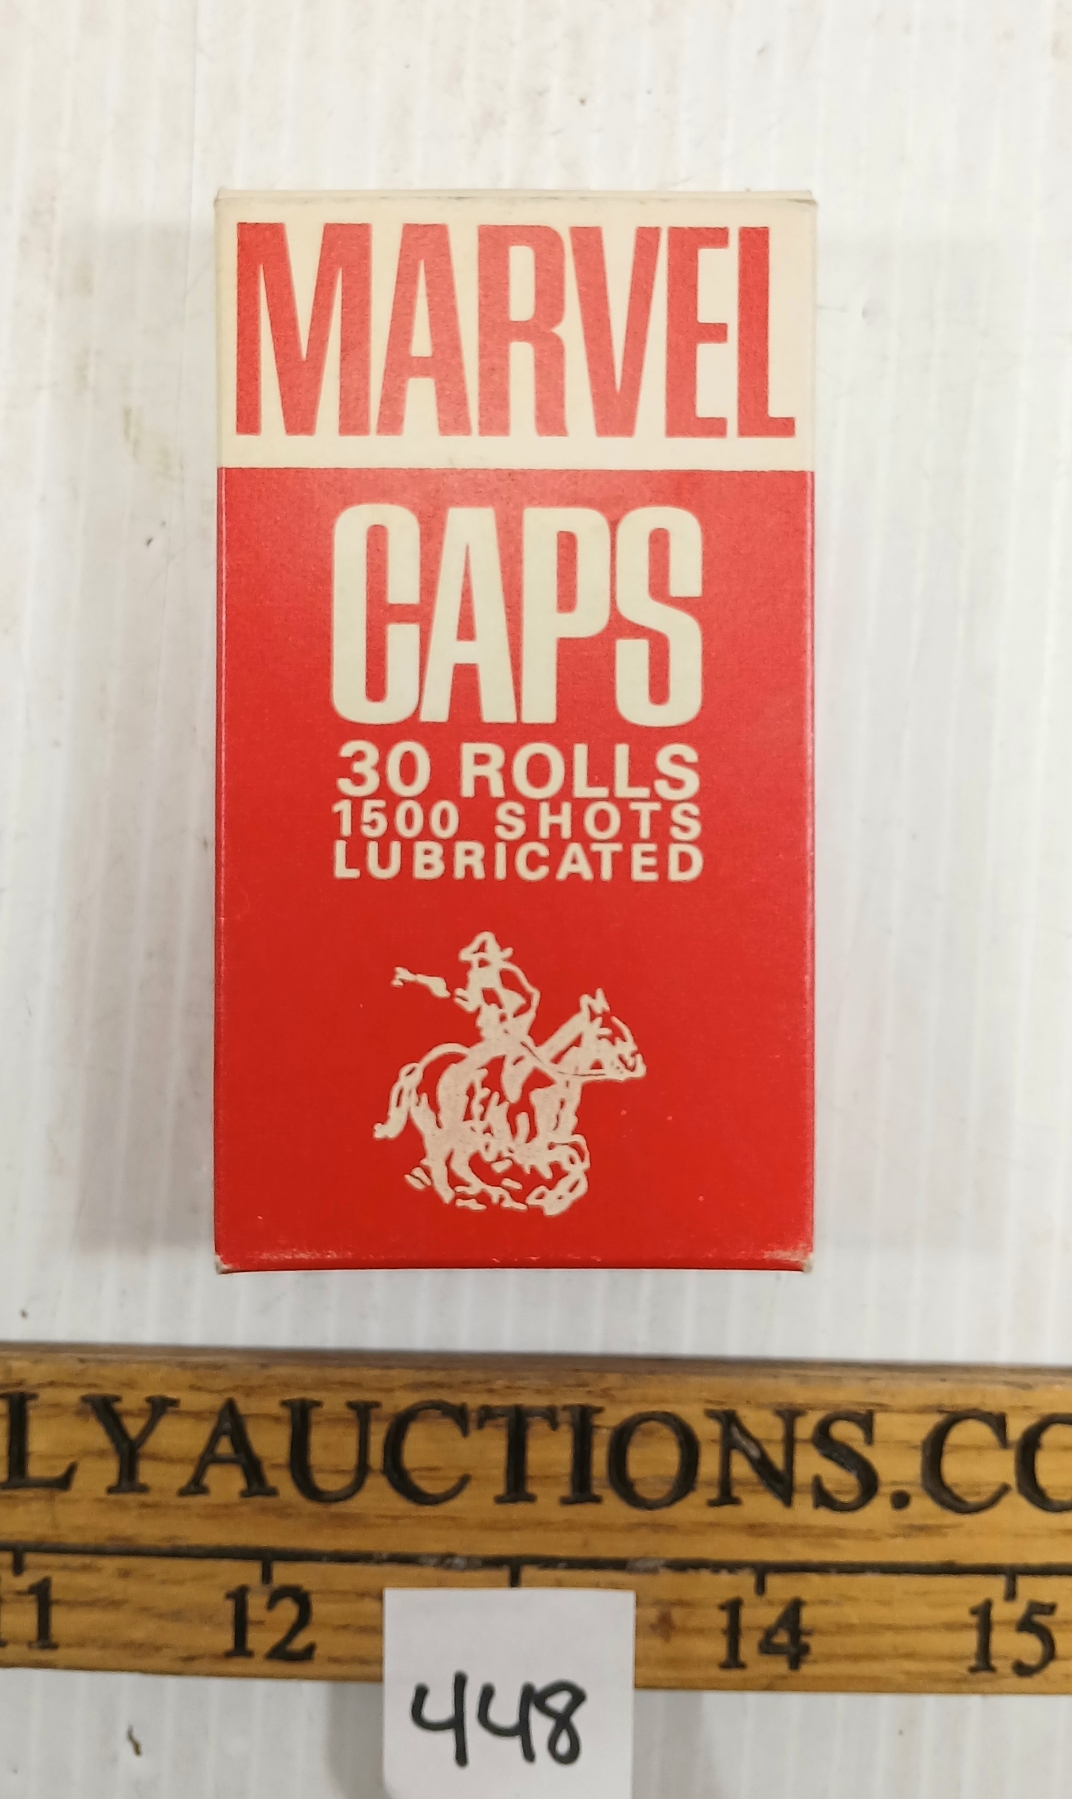 MARVEL
CAPS
30 ROLLS
1500 SHOTS
LUBRICATED
LYAUCTIONS.CO
11 12 14 15
448